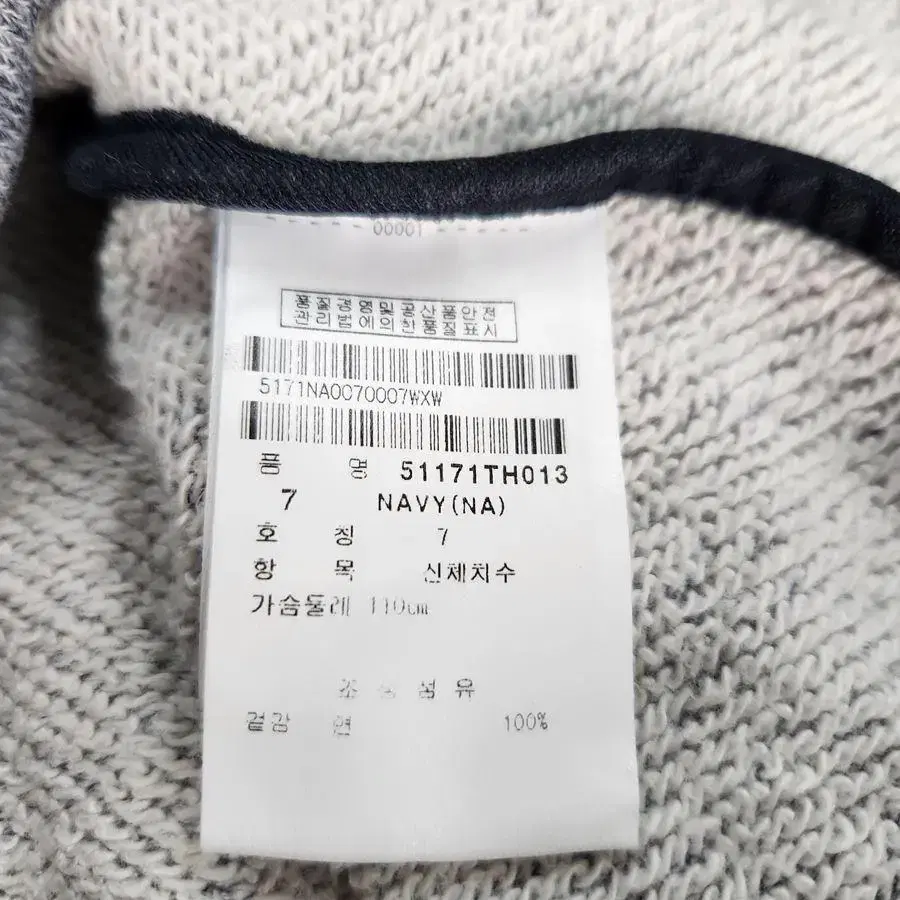 00001
품질경영및공산품안전
관리법에의한품질표시
5171NA0070007WXW
품 명 51171TH013
7 NAVY(NA)
호 칭 7
항 목 신체치수
가슴둘레 110cm
조 성 섬 유
겉감 면 100%